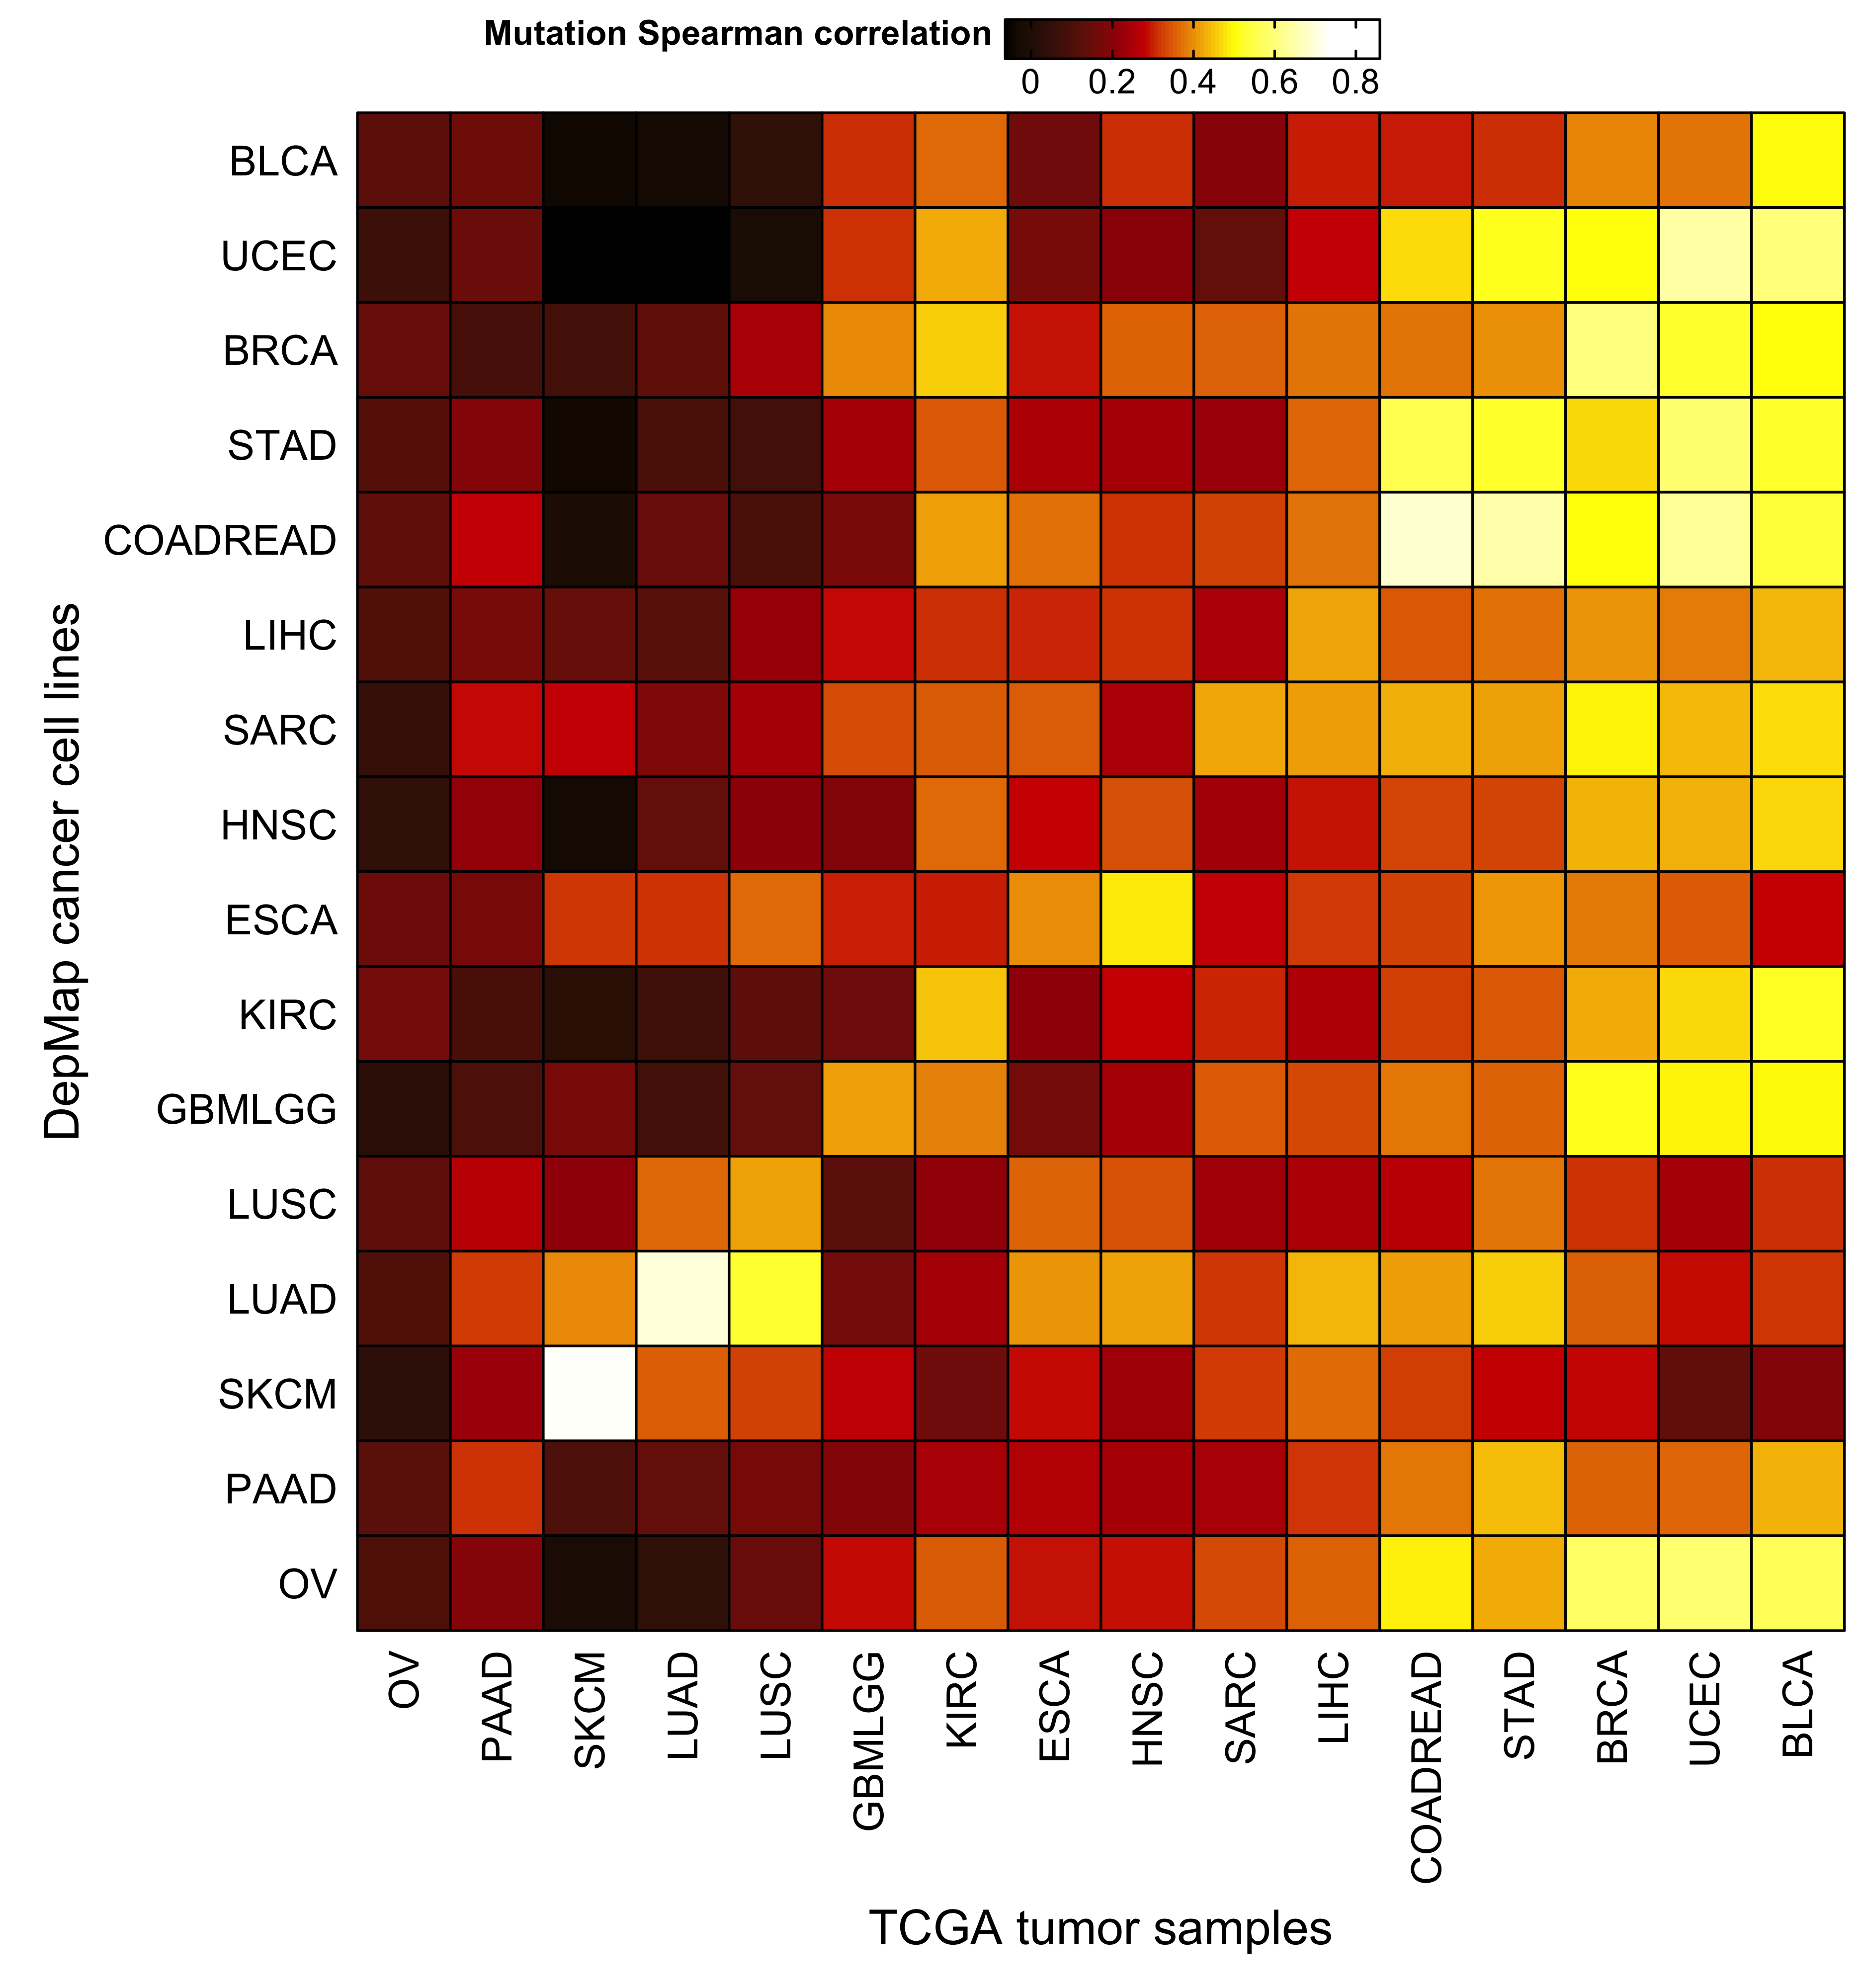 Mutation Spearman correlation
0 0.2 0.4 0.6 0.8
DepMap cancer cell lines
BLCA
UCEC
BRCA
STAD
COADREAD
LIHC
SARC
HNSC
ESCA
KIRC
GBMLGG
LUSC
LUAD
SKCM
PAAD
OV
OV
PAAD
SKCM
LUAD
LUSC
GBMLGG
KIRC
ESCA
HNSC
SARC
LIHC
COADREAD
STAD
BRCA
UCEC
BLCA
TCGA tumor samples